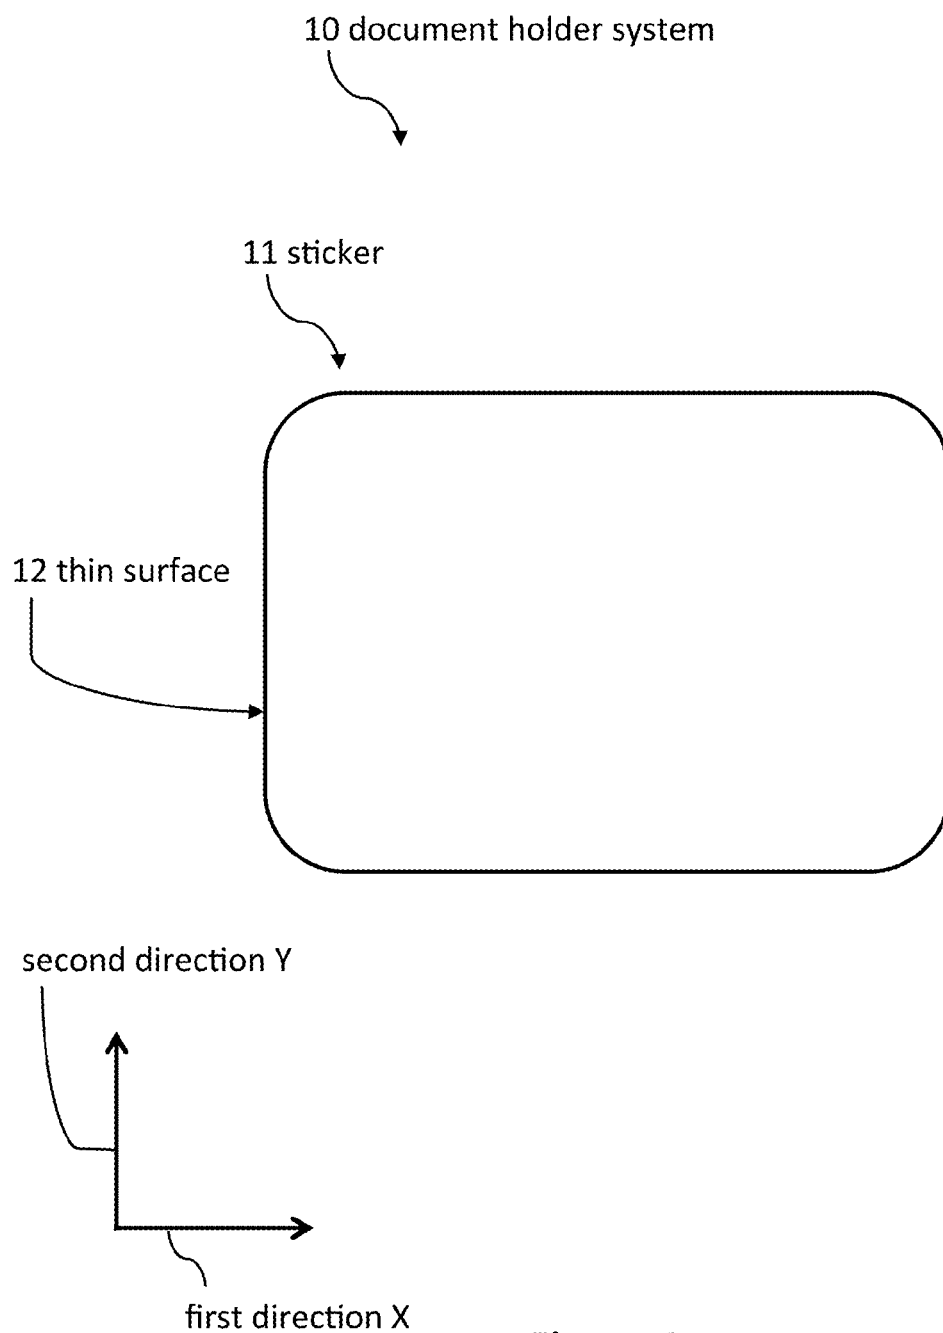 10 document holder system
11 sticker
12 thin surface
second direction Y
first direction X